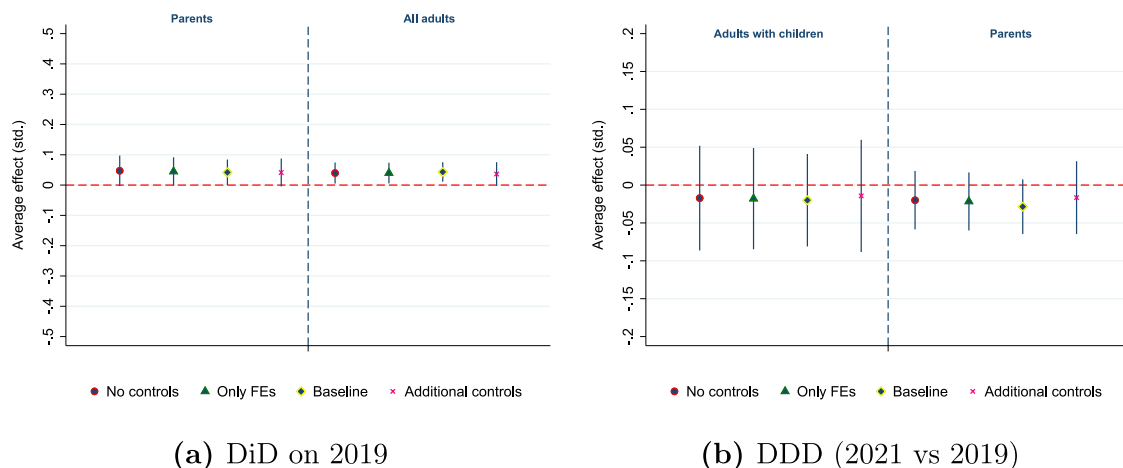 Parents All adults
.5
.4
.3
.2
.1
0
-.1
-.2
-.3
-.4
-.5
Average effect (std.)
No controls Only FEs Baseline Additional controls
(a) DiD on 2019
Adults with children Parents
.2
.15
.1
.05
0
-.05
-.1
-.15
-.2
Average effect (std.)
No controls Only FEs Baseline Additional controls
(b) DDD (2021 vs 2019)